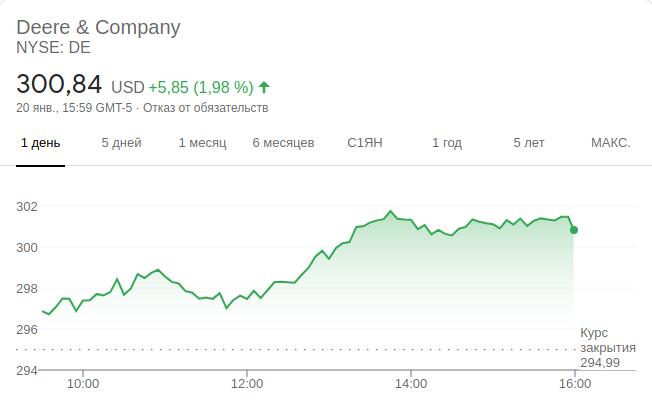 Deere & Company
NYSE: DE
300,84 USD +5,85 (1,98 %)
20 янв., 15:59 GMT-5 · Отказ от обязательств
1 день 5 дней 1 месяц 6 месяцев С1ЯН 1 год 5 лет МАКС.
302
300
298
296
Курс
закрытия
294,99
294
10:00 12:00 14:00 16:00